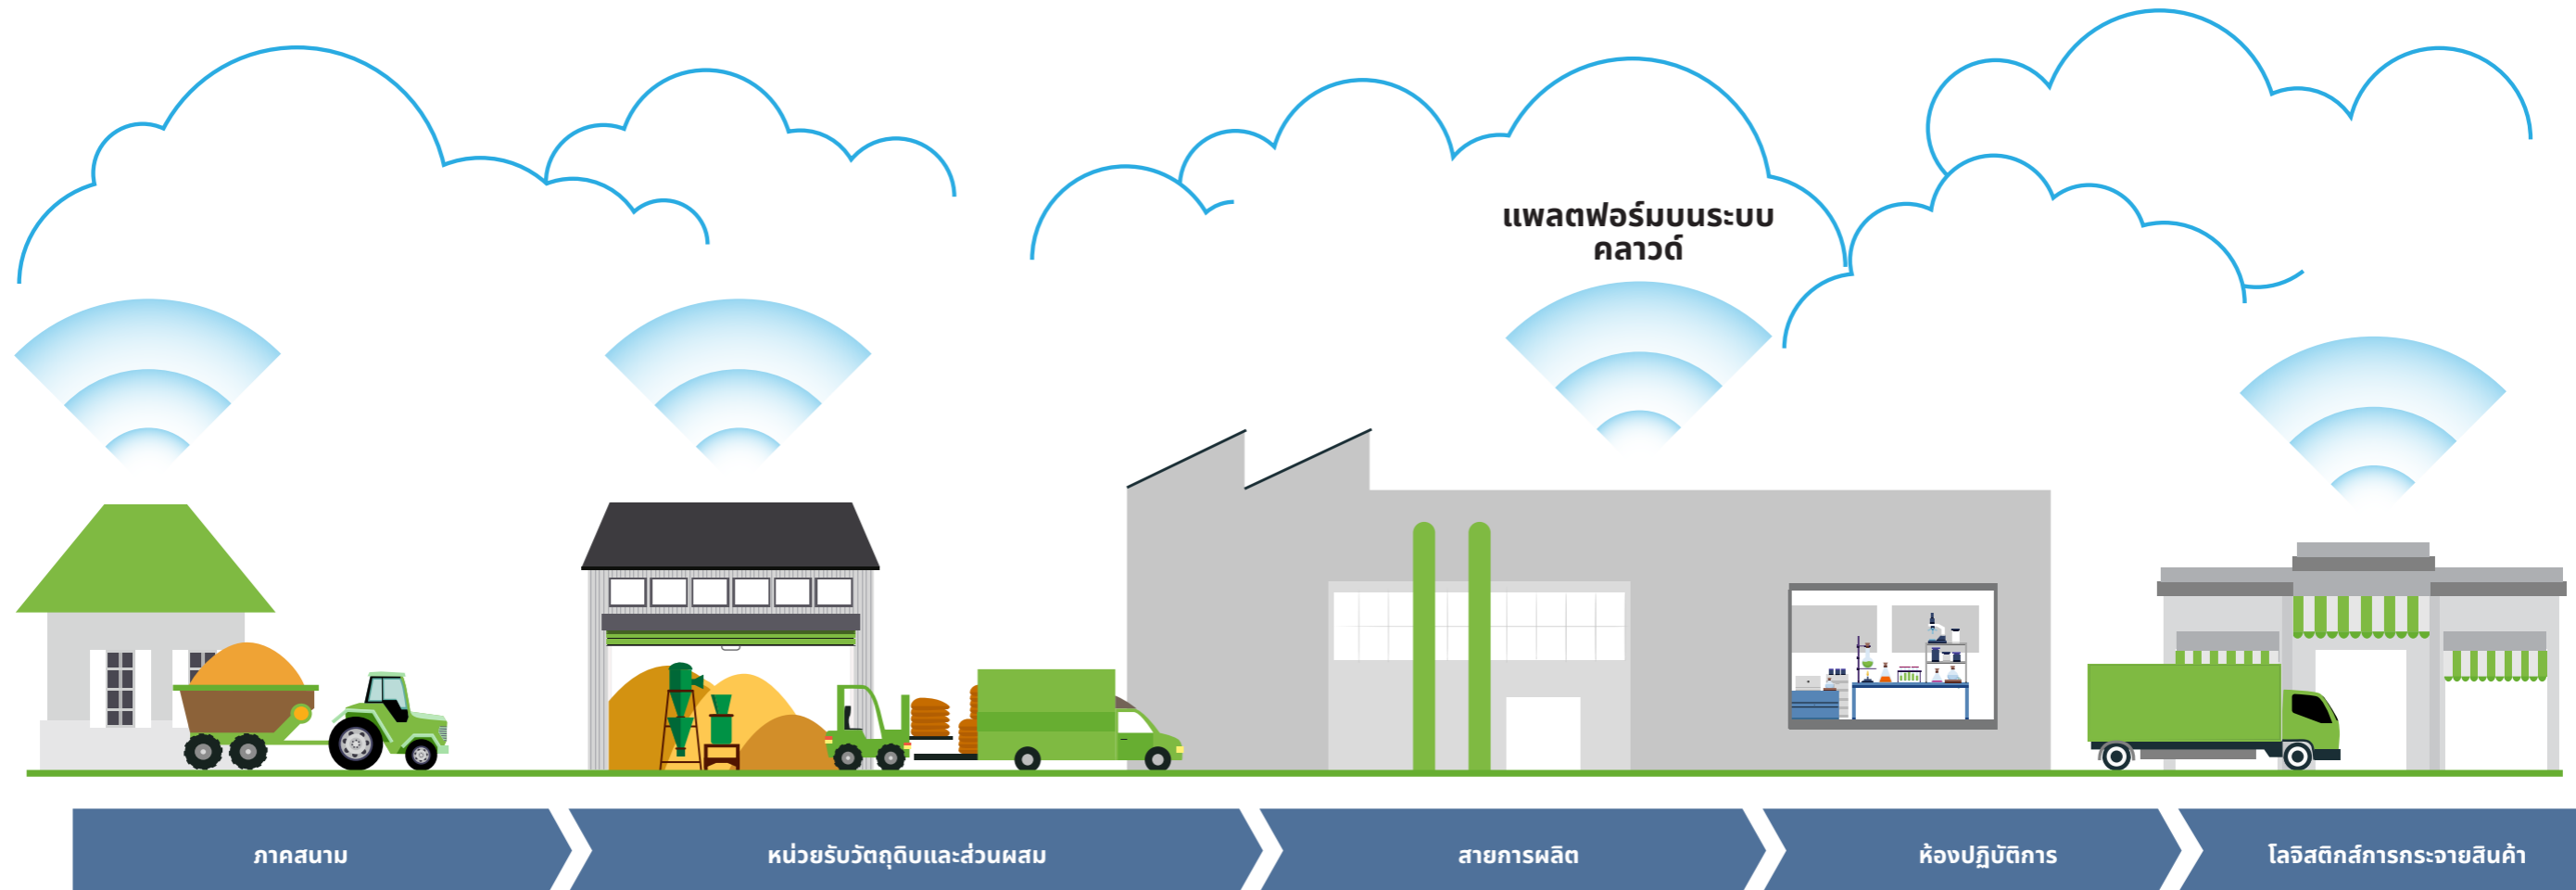 แพลตฟอร์มบนระบบ
คลาวด์
ภาคสนาม
หน่วยรับวัตถุดิบและส่วนผสม
สายการผลิต
ห้องปฏิบัติการ
โลจิสติกส์การกระจายสินค้า